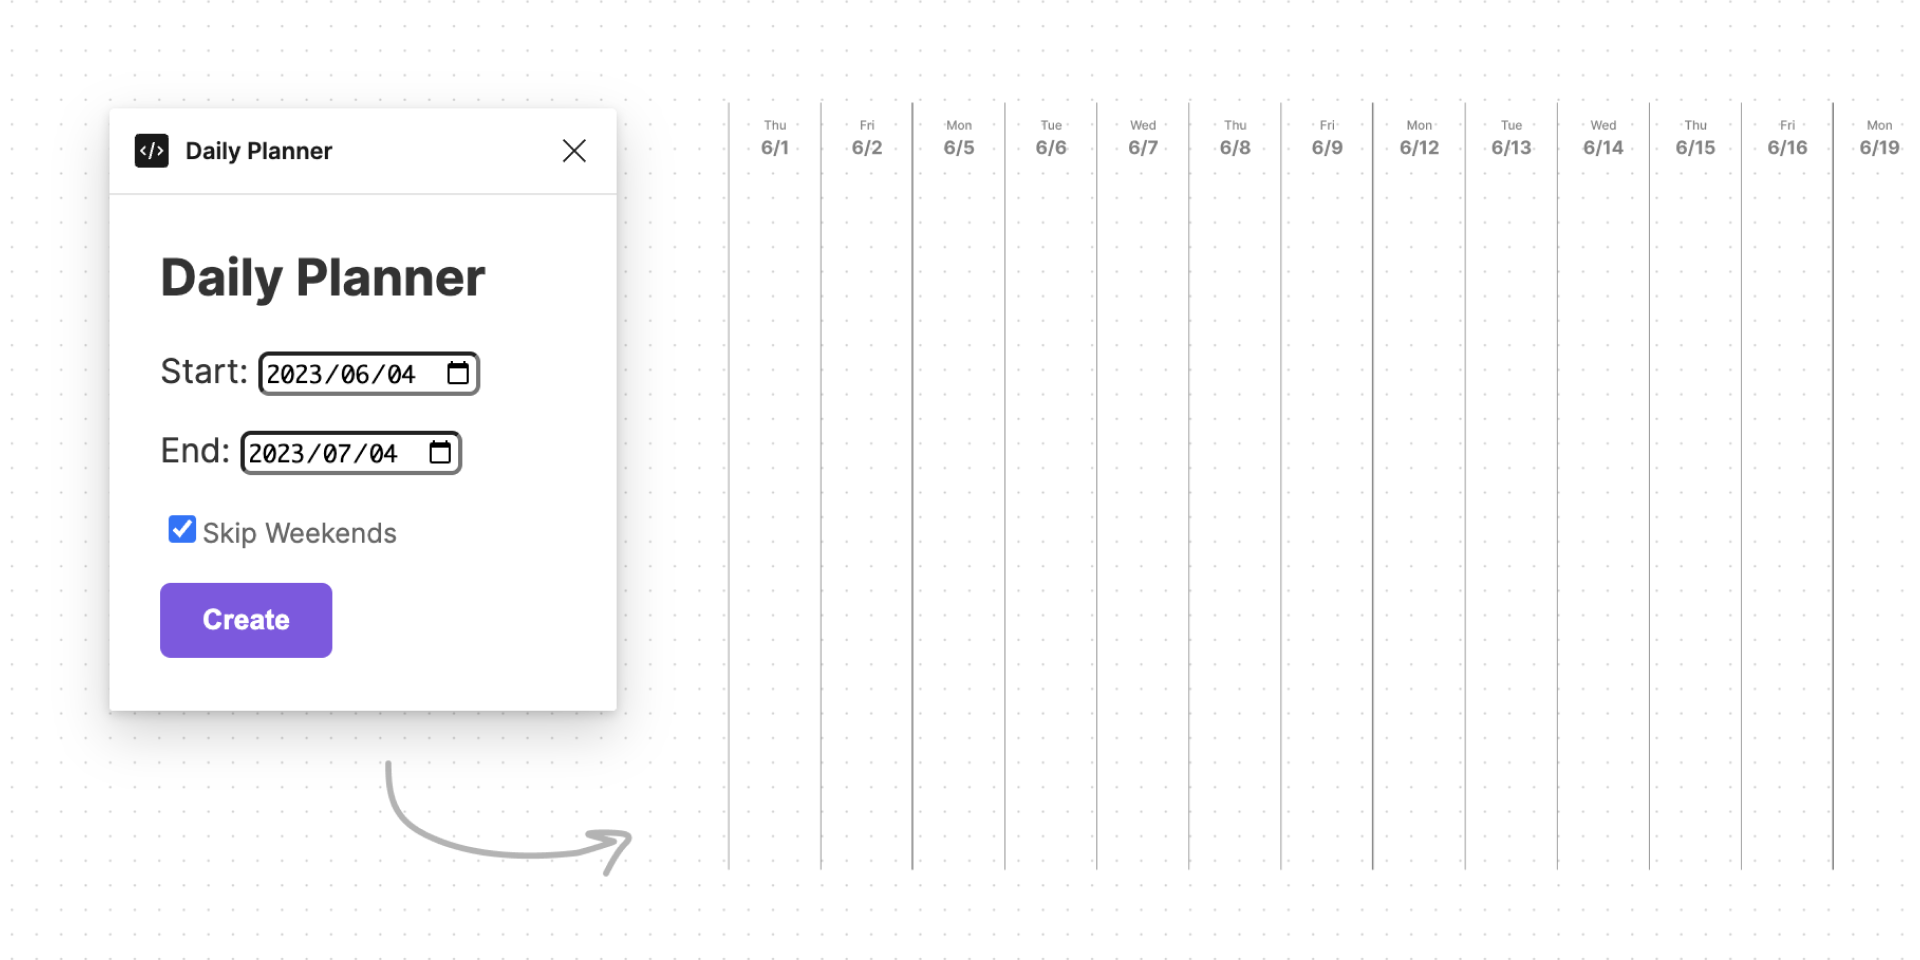 </> Daily Planner
Daily Planner
Start: 2023/06/04
End: 2023/07/04
Skip Weekends
Create
Thu Fri Mon Tue Wed Thu Fri Mon Tue Wed Thu Fri Mon
6/1 6/2 6/5 6/6 6/7 6/8 6/9 6/12 6/13 6/14 6/15 6/16 6/19